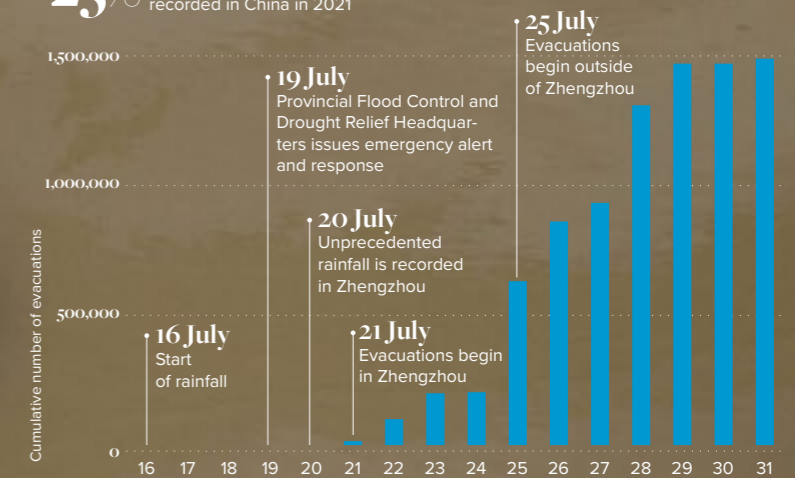 recorded in China in 2021
25 July
Evacuations
begin outside
of Zhengzhou
1,500,000
19 July
Provincial Flood Control and
Drought Relief Headquar-
ters issues emergency alert
and response
1,000,000
20 July
Unprecedented
rainfall is recorded
in Zhengzhou
500,000
21 July
Evacuations begin
in Zhengzhou
16 July
Start
of rainfall
0
Cumulative number of evacuations
16 17 18 19 20 21 22 23 24 25 26 27 28 29 30 31